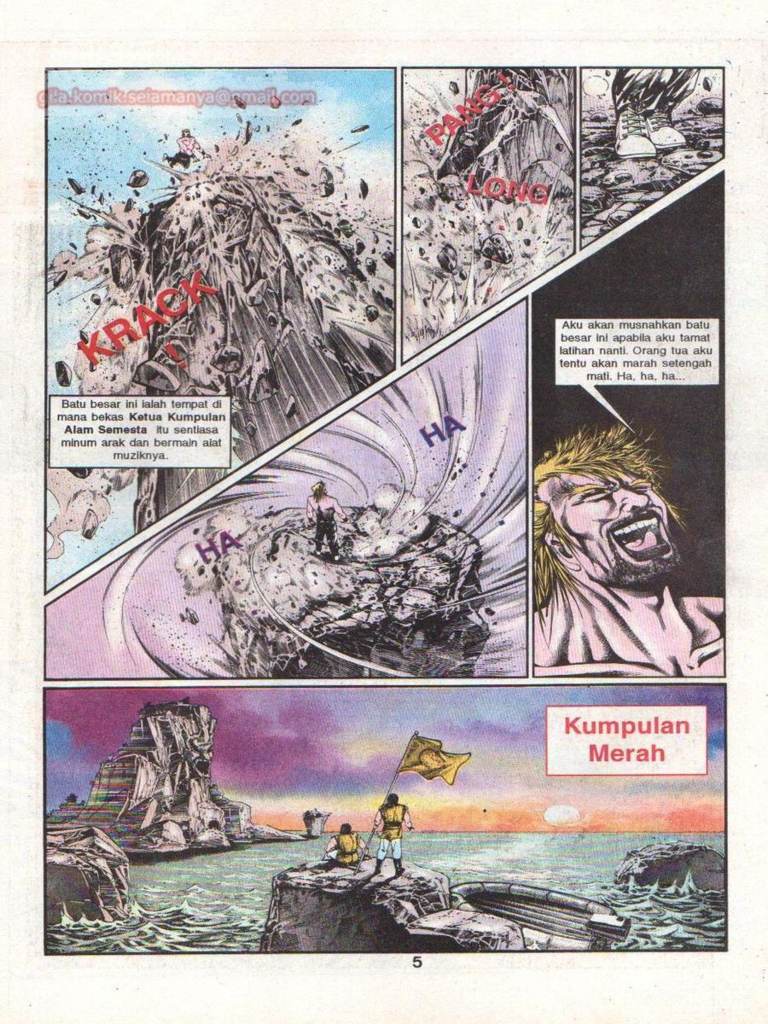 gila.komik.selamanya@gmail.com
KRACK
!
PANG!
LONG
Batu besar ini ialah tempat di
mana bekas Ketua Kumpulan
Alam Semesta itu sentiasa
minum arak dan bermain alat
muziknya.
HA
HA
Aku akan musnahkan batu
besar ini apabila aku tamat
latihan nanti. Orang tua aku
tentu akan marah setengah
mati. Ha, ha, ha...
Kumpulan
Merah
5